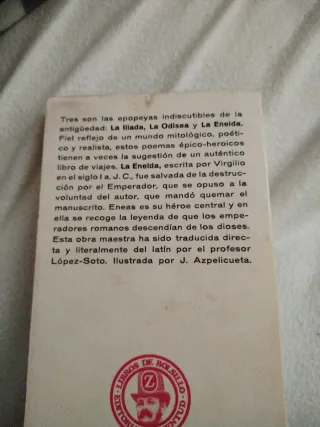 Tres son las epopeyas indiscutibles de la
antigüedad: La Ilíada, La Odisea y La Eneida.
Fiel reflejo de un mundo mitológico, poéti-
co y realista, estos poemas épico-heroicos
tienen a veces la sugestión de un auténtico
libro de viajes. La Eneida, escrita por Virgilio
en el siglo I a. J. C., fue salvada de la destruc-
ción por el Emperador, que se opuso a la
voluntad del autor, que mandó quemar el
manuscrito. Eneas es su héroe central y en
ella se recoge la leyenda de que los empe-
radores romanos descendían de los dioses.
Esta obra maestra ha sido traducida direc-
ta y literalmente del latín por el profesor
López-Soto. Ilustrada por J. Azpelicueta.
LIBROS DE BOLSILLO
Z